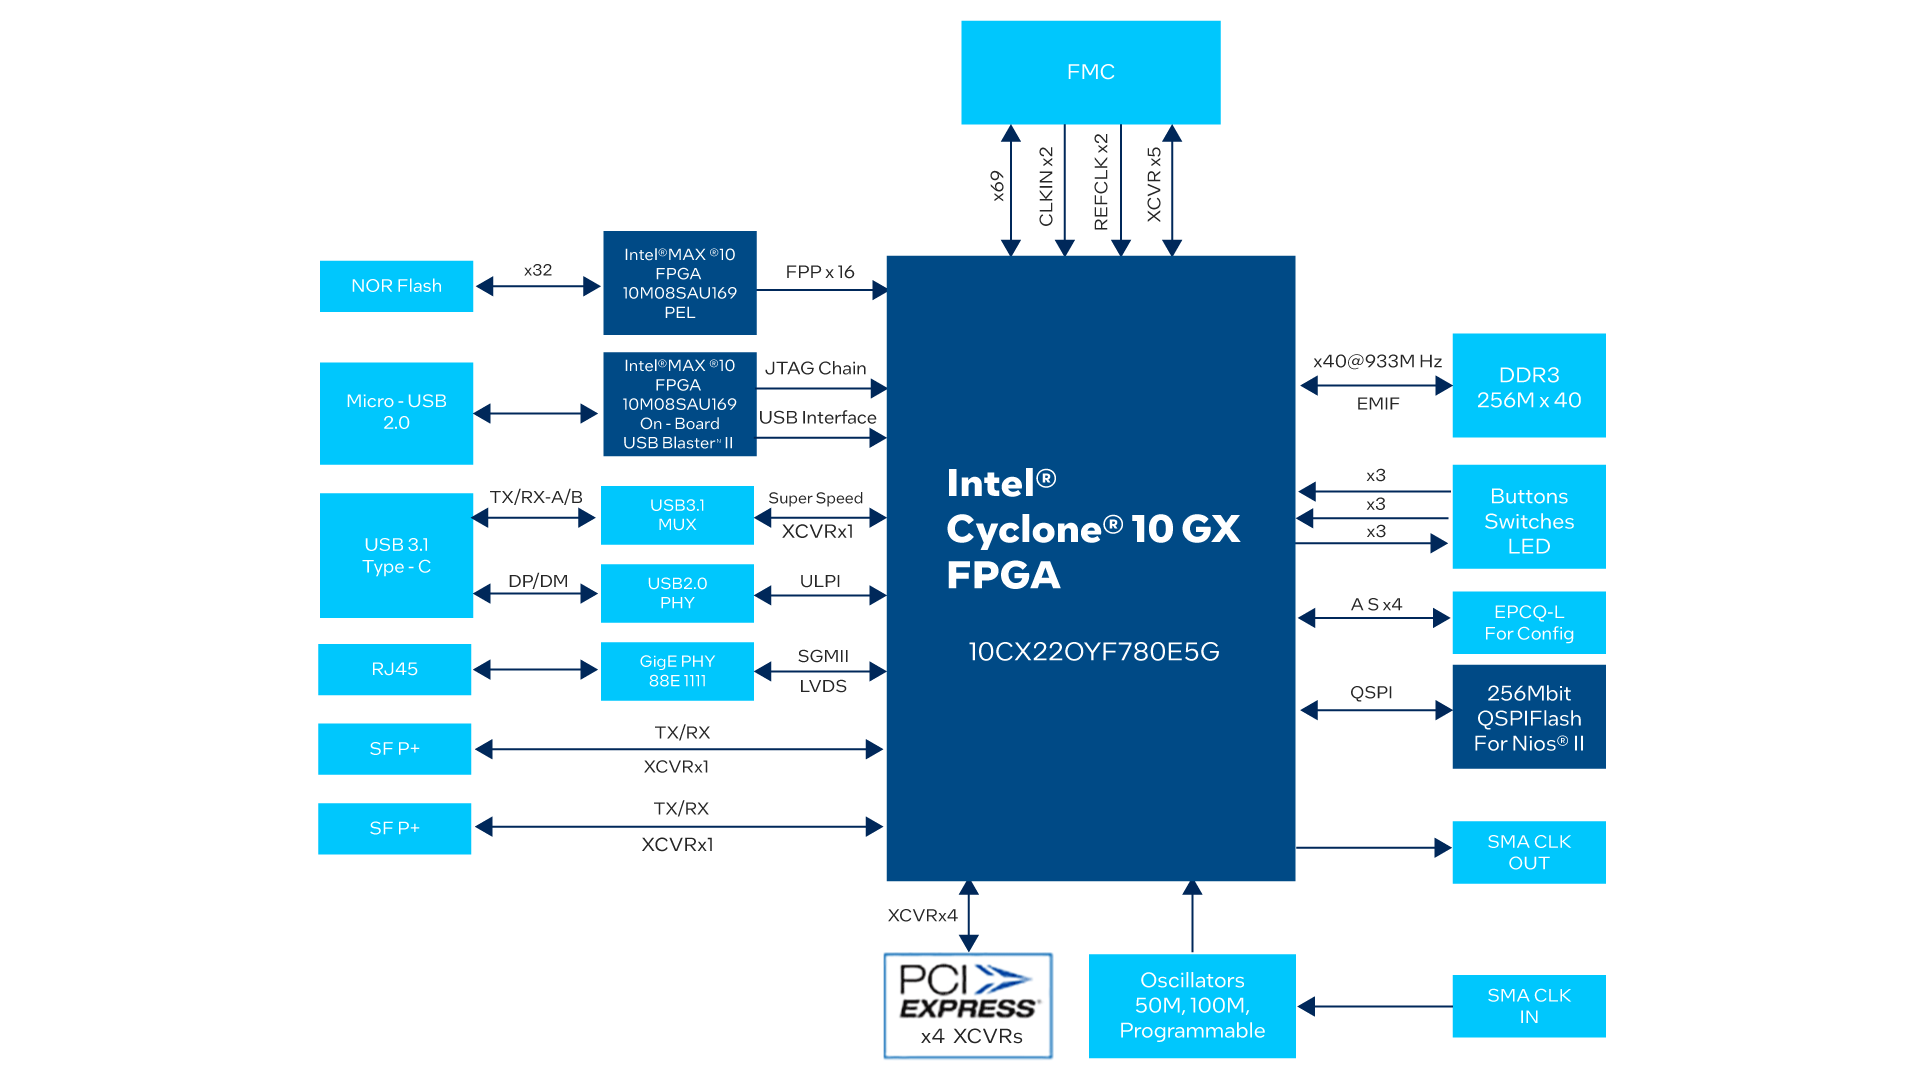 FMC
x69
CLKIN x2
REFCLK x2
XCVR x5
NOR Flash
x32
Intel®MAX ®10
FPGA
10M08SAU169
PEL
FPP x 16
Micro - USB
2.0
Intel®MAX ®10
FPGA
10M08SAU169
On - Board
USB Blaster™ II
JTAG Chain
USB Interface
USB 3.1
Type - C
TX/RX-A/B
USB3.1
MUX
Super Speed
XCVRx1
DP/DM
USB2.0
PHY
ULPI
RJ45
GigE PHY
88E 1111
SGMII
LVDS
SF P+
TX/RX
XCVRx1
SF P+
TX/RX
XCVRx1
Intel®
Cyclone® 10 GX
FPGA
10CX22OYF780E5G
x40@933M Hz
EMIF
DDR3
256M x 40
x3
x3
x3
Buttons
Switches
LED
A S x4
EPCQ-L
For Config
QSPI
256Mbit
QSPIFlash
For Nios® II
SMA CLK
OUT
XCVRx4
PCI
EXPRESS®
x4 XCVRs
Oscillators
50M, 100M,
Programmable
SMA CLK
IN